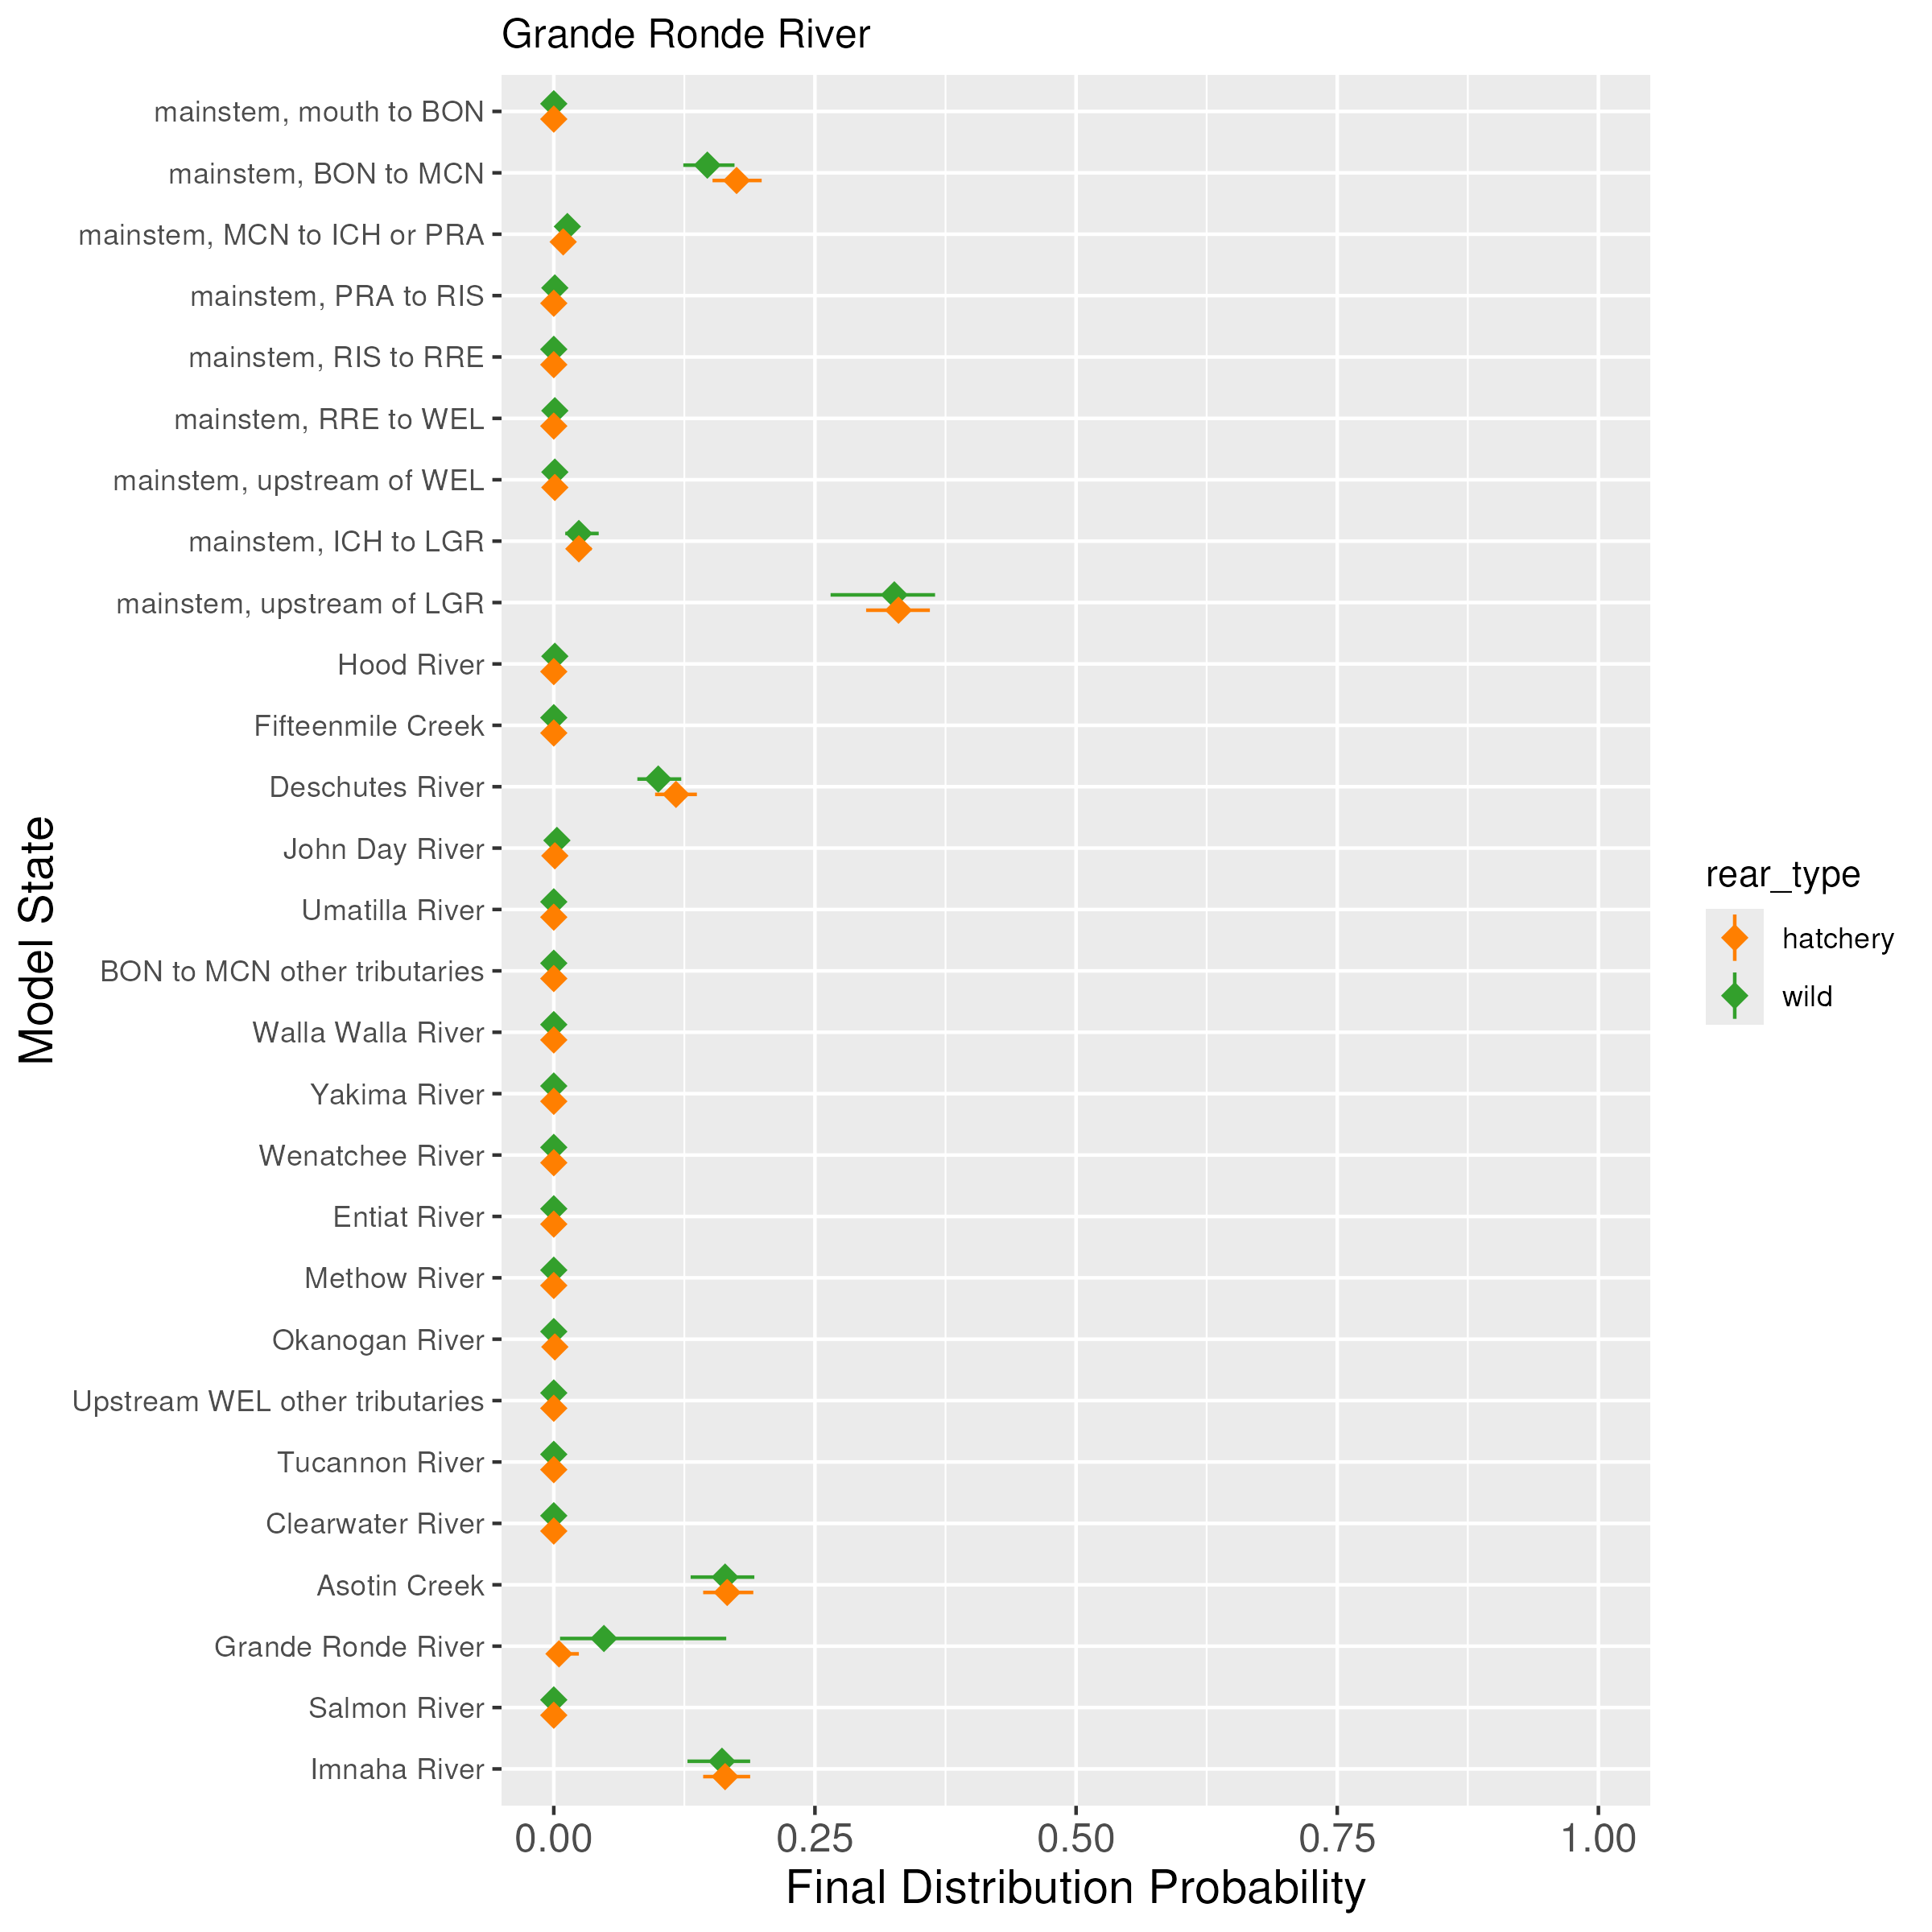 Grande Ronde River
mainstem, mouth to BON
mainstem, BON to MCN
mainstem, MCN to ICH or PRA
mainstem, PRA to RIS
mainstem, RIS to RRE
mainstem, RRE to WEL
mainstem, upstream of WEL
mainstem, ICH to LGR
mainstem, upstream of LGR
Hood River
Fifteenmile Creek
Deschutes River
John Day River
Umatilla River
BON to MCN other tributaries
Walla Walla River
Yakima River
Wenatchee River
Entiat River
Methow River
Okanogan River
Upstream WEL other tributaries
Tucannon River
Clearwater River
Asotin Creek
Grande Ronde River
Salmon River
Imnaha River
Model State
0.00 0.25 0.50 0.75 1.00
Final Distribution Probability
rear_type
hatchery
wild